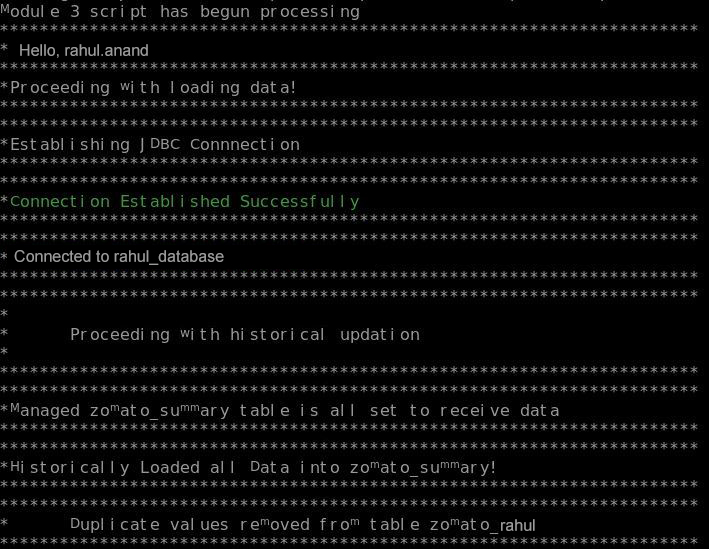 Module 3 script has begun processing
**********************************************************************
* Hello, rahul.anand
**********************************************************************
*Proceeding with loading data!
**********************************************************************
**********************************************************************
*Establishing JDBC Connnection
**********************************************************************
**********************************************************************
*Connection Established Successfully
**********************************************************************
**********************************************************************
* Connected to rahul_database
**********************************************************************
**********************************************************************
*
* Proceeding with historical updation
*
**********************************************************************
**********************************************************************
*Managed zomato_summary table is all set to receive data
**********************************************************************
**********************************************************************
*Historically Loaded all Data into zomato_summary!
**********************************************************************
**********************************************************************
* Duplicate values removed from table zomato_rahul
**********************************************************************